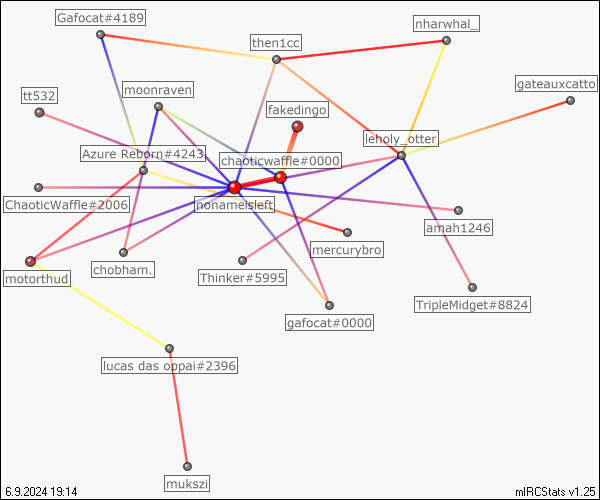 Gafocat#4189
nharwhal_
then1cc
gateauxcatto
moonraven
tt532
fakedingo
leholy_otter
Azure Reborn#4243
chaoticwaffle#0000
ChaoticWaffle#2006
nonameisleft
amah1246
mercurybro
motorthud
chobham.
Thinker#5995
TripleMidget#8824
gafocat#0000
lucas das oppai#2396
mukszi
6.9.2024 19:14
mIRCStats v1.25